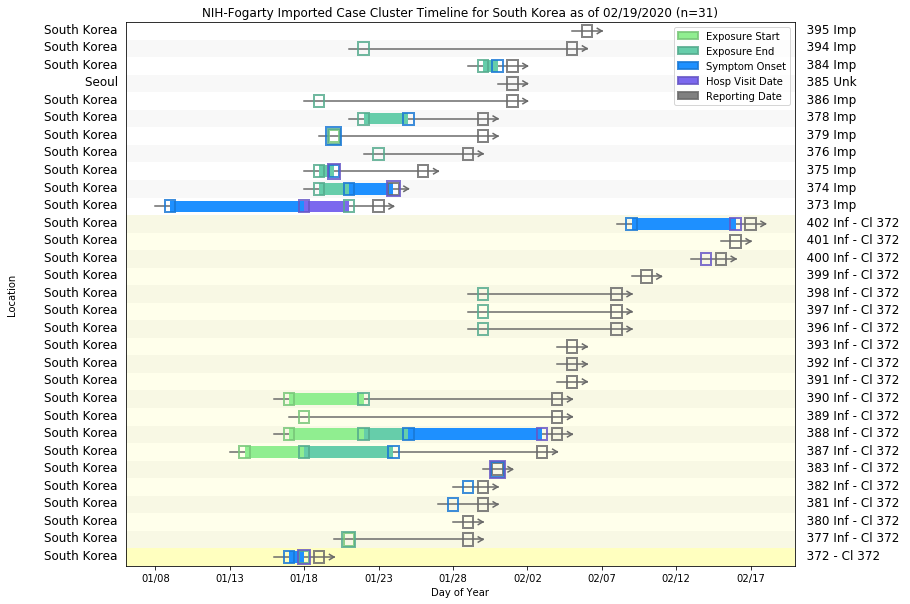 NIH-Fogarty Imported Case Cluster Timeline for South Korea as of 02/19/2020 (n=31)
Exposure Start
Exposure End
Symptom Onset
Hosp Visit Date
Reporting Date
South Korea 395 Imp
South Korea 394 Imp
South Korea 384 Imp
Seoul 385 Unk
South Korea 386 Imp
South Korea 378 Imp
South Korea 379 Imp
South Korea 376 Imp
South Korea 375 Imp
South Korea 374 Imp
South Korea 373 Imp
South Korea 402 Inf - Cl 372
South Korea 401 Inf - Cl 372
South Korea 400 Inf - Cl 372
South Korea 399 Inf - Cl 372
South Korea 398 Inf - Cl 372
South Korea 397 Inf - Cl 372
South Korea 396 Inf - Cl 372
South Korea 393 Inf - Cl 372
South Korea 392 Inf - Cl 372
South Korea 391 Inf - Cl 372
South Korea 390 Inf - Cl 372
South Korea 389 Inf - Cl 372
South Korea 388 Inf - Cl 372
South Korea 387 Inf - Cl 372
South Korea 383 Inf - Cl 372
South Korea 382 Inf - Cl 372
South Korea 381 Inf - Cl 372
South Korea 380 Inf - Cl 372
South Korea 377 Inf - Cl 372
South Korea 372 - Cl 372
Location
01/08 01/13 01/18 01/23 01/28 02/02 02/07 02/12 02/17
Day of Year